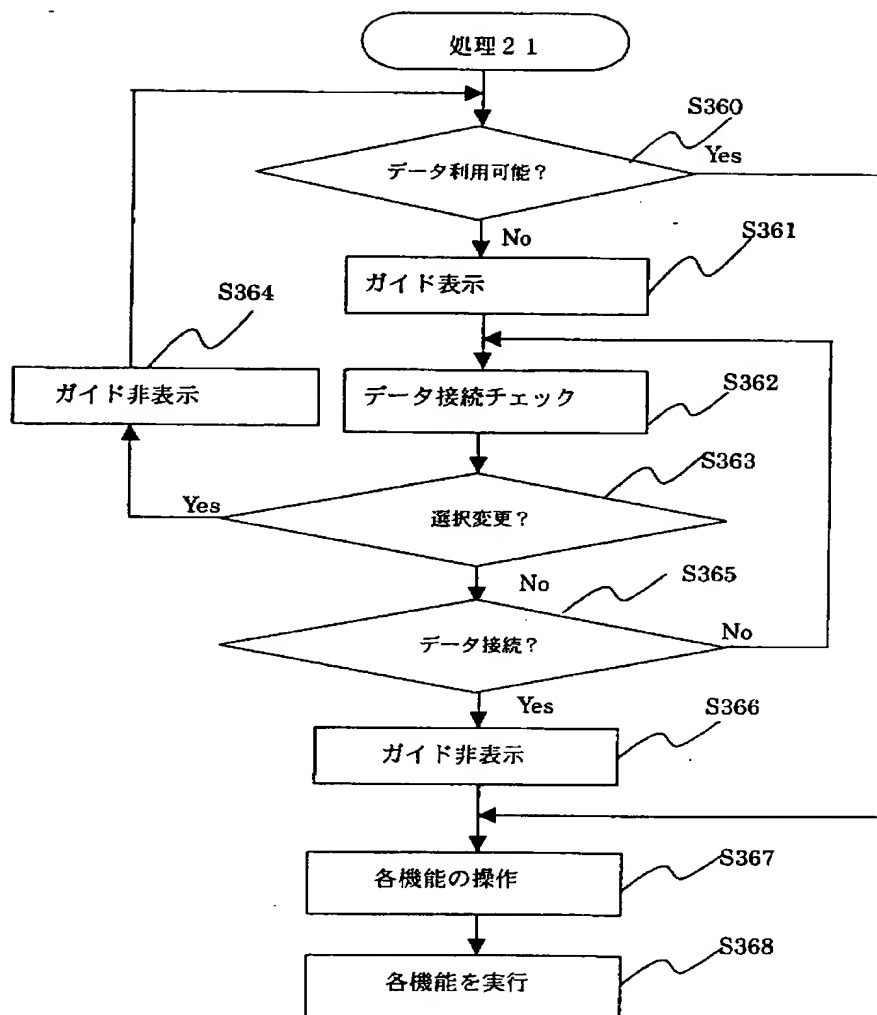 処理２１
S360
データ利用可能？
Yes
No
S361
ガイド表示
S364
ガイド非表示
データ接続チェック
S362
S363
Yes
選択変更？
No
S365
データ接続？
No
Yes
S366
ガイド非表示
S367
各機能の操作
S368
各機能を実行